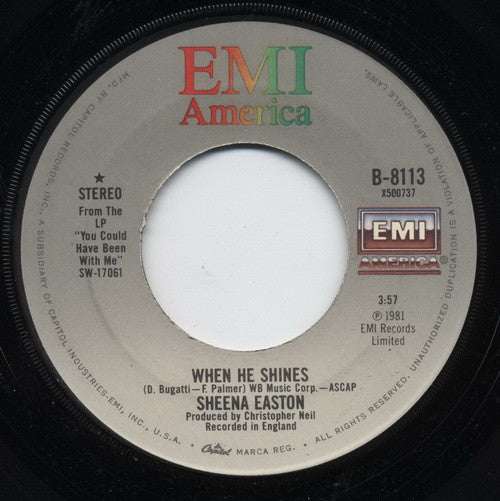 EMI
America
★
STEREO
From The
LP
"You Could
Have Been
With Me"
SW-17061
B-8113
X500737
EMI
AMERICA
3:57
℗ 1981
EMI Records
Limited
WHEN HE SHINES
(D. Bugatti—F. Palmer) WB Music Corp.—ASCAP
SHEENA EASTON
Produced by Christopher Neil
Recorded in England
MFD. BY CAPITOL RECORDS, INC., A SUBSIDIARY OF CAPITOL INDUSTRIES-EMI, INC., U.S.A. • Capitol MARCA REG. • ALL RIGHTS RESERVED. UNAUTHORIZED DUPLICATION IS A VIOLATION OF APPLICABLE LAWS.